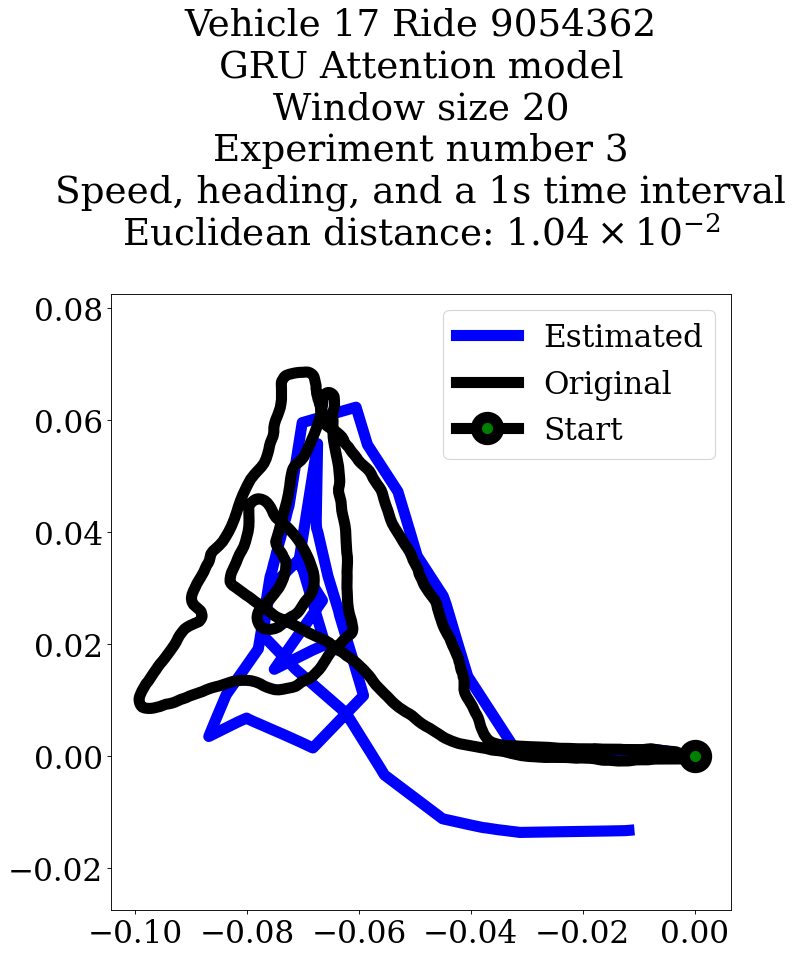 Vehicle 17 Ride 9054362
GRU Attention model
Window size 20
Experiment number 3
Speed, heading, and a 1s time interval
Euclidean distance: 1.04 × 10⁻²
Estimated
Original
Start
0.08
0.06
0.04
0.02
0.00
−0.02
−0.10 −0.08 −0.06 −0.04 −0.02 0.00